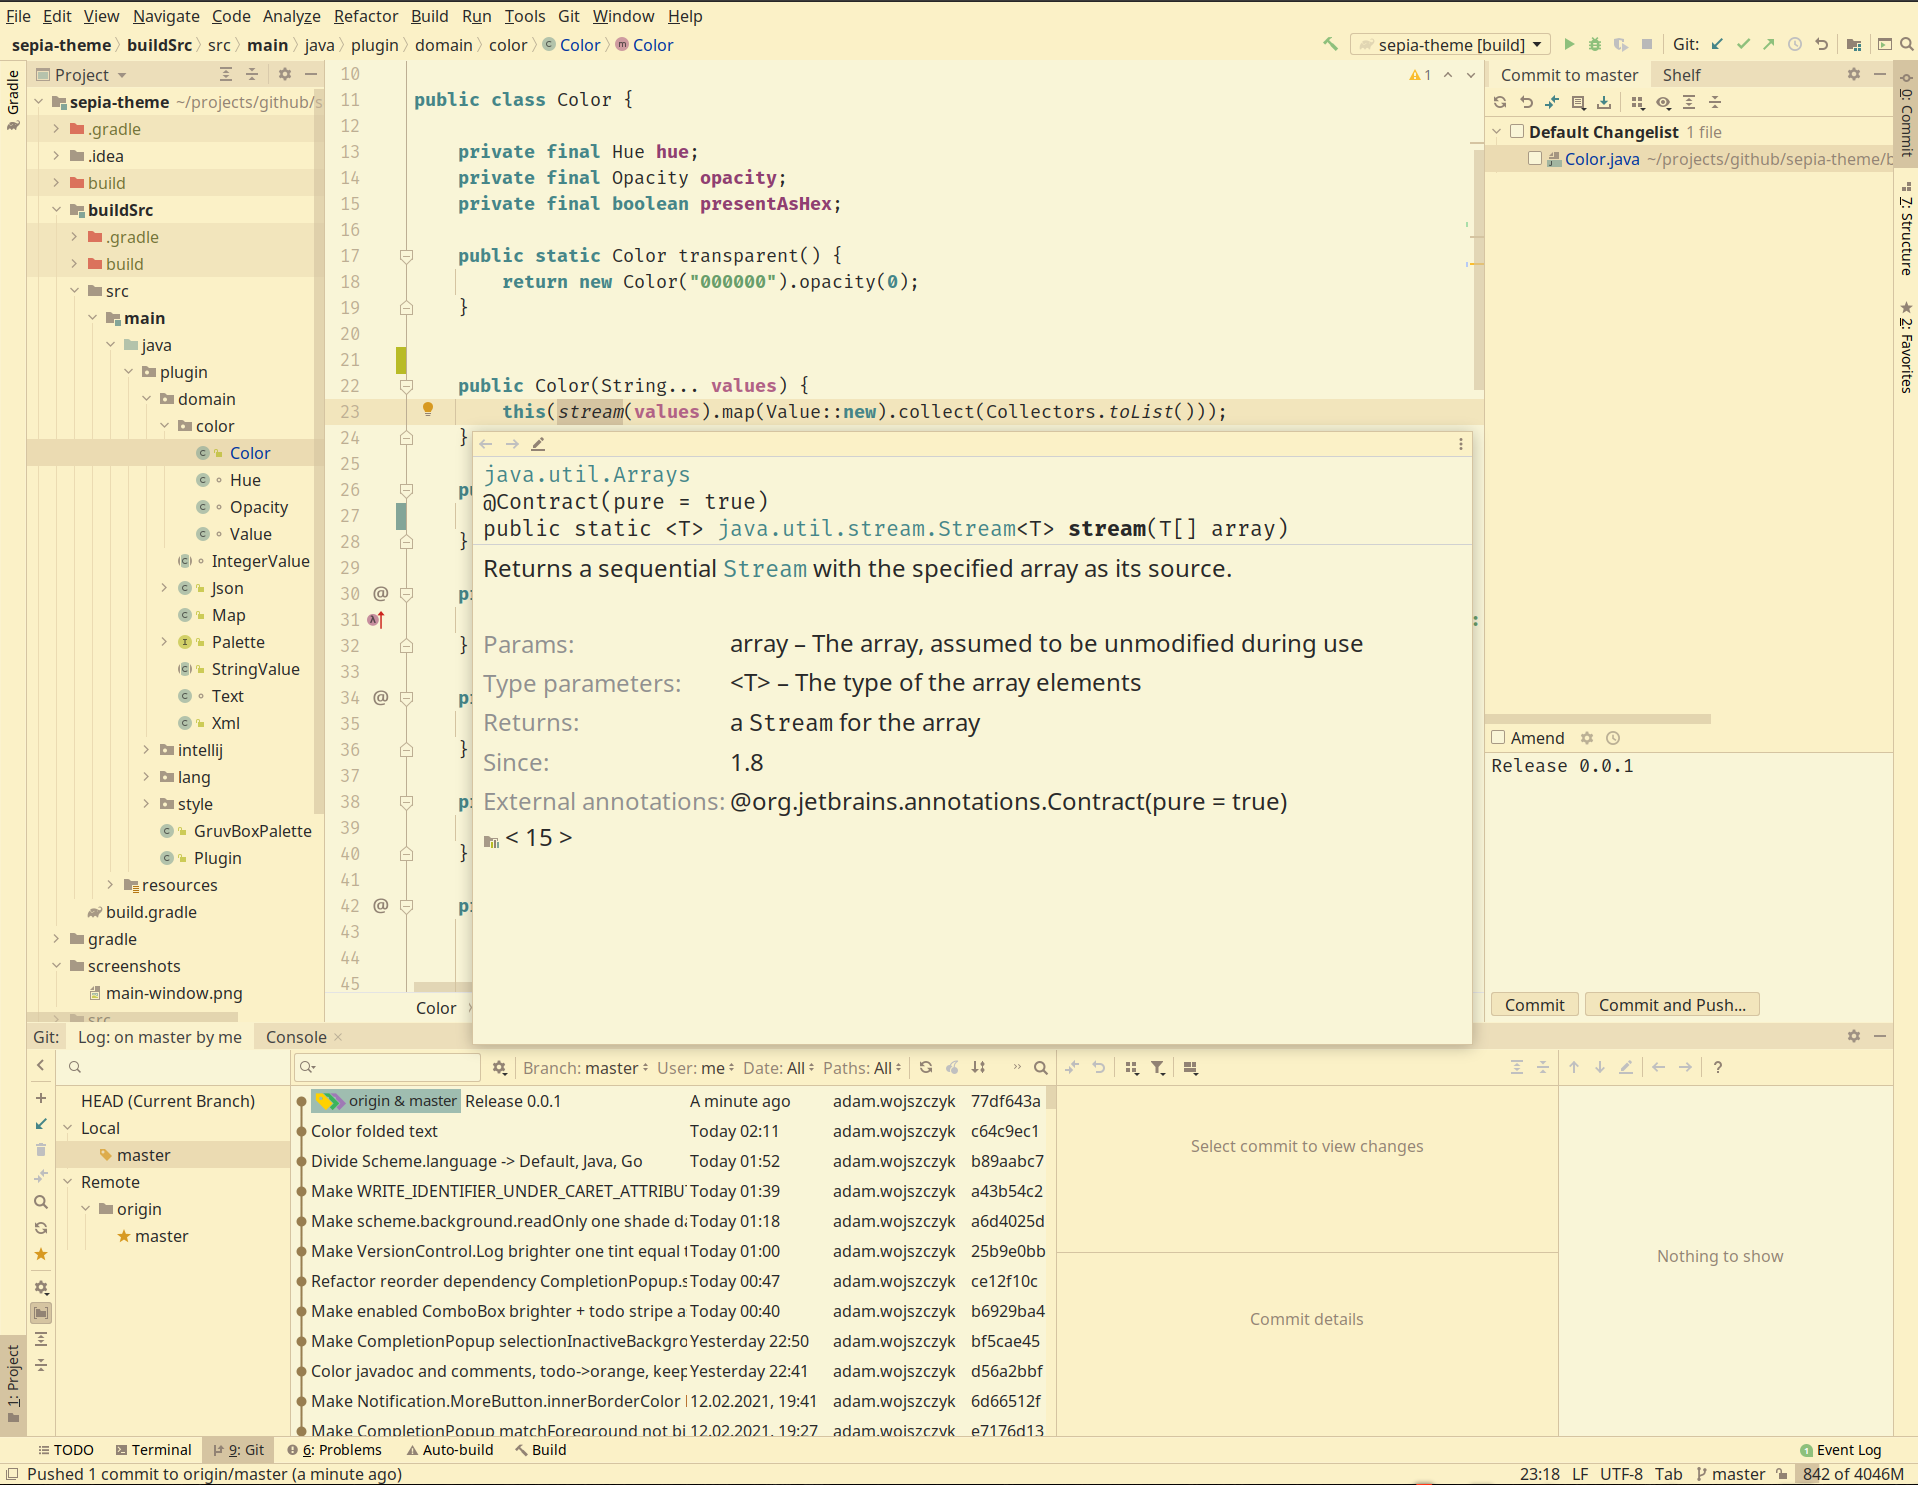 File Edit View Navigate Code Analyze Refactor Build Run Tools Git Window Help
sepia-theme buildSrc src main java plugin domain color Color Color
sepia-theme [build] Git:
Gradle
Project
sepia-theme ~/projects/github/s
.gradle
.idea
build
buildSrc
.gradle
build
src
main
java
plugin
domain
color
Color
Hue
Opacity
Value
IntegerValue
Json
Map
Palette
StringValue
Text
Xml
intellij
lang
style
GruvBoxPalette
Plugin
resources
build.gradle
gradle
screenshots
main-window.png
src
1
10
11 public class Color {
12
13 private final Hue hue;
14 private final Opacity opacity;
15 private final boolean presentAsHex;
16
17 public static Color transparent() {
18 return new Color("000000").opacity(0);
19 }
20
21
22 public Color(String... values) {
23 this(stream(values).map(Value::new).collect(Collectors.toList()));
24 }
25
26 pu
27
28 }
29
30 @ pr
31
32 }
33
34 @ pr
35
36 }
37
38 pr
39
40 }
41
42 @ pr
43
44
45
Color
java.util.Arrays
@Contract(pure = true)
public static <T> java.util.stream.Stream<T> stream(T[] array)
Returns a sequential Stream with the specified array as its source.
Params: array – The array, assumed to be unmodified during use
Type parameters: <T> – The type of the array elements
Returns: a Stream for the array
Since: 1.8
External annotations: @org.jetbrains.annotations.Contract(pure = true)
< 15 >
Commit to master Shelf
Default Changelist 1 file
Color.java ~/projects/github/sepia-theme/b
Amend
Release 0.0.1
Commit Commit and Push...
0: Commit
7: Structure
2: Favorites
Git: Log: on master by me Console
Branch: master User: me Date: All Paths: All ?
HEAD (Current Branch)
Local
master
Remote
origin
master
origin & master Release 0.0.1 A minute ago adam.wojszczyk 77df643a
Color folded text Today 02:11 adam.wojszczyk c64c9ec1
Divide Scheme.language -> Default, Java, Go Today 01:52 adam.wojszczyk b89aabc7
Make WRITE_IDENTIFIER_UNDER_CARET_ATTRIBU Today 01:39 adam.wojszczyk a43b54c2
Make scheme.background.readOnly one shade da Today 01:18 adam.wojszczyk a6d4025d
Make VersionControl.Log brighter one tint equal t Today 01:00 adam.wojszczyk 25b9e0bb
Refactor reorder dependency CompletionPopup.s Today 00:47 adam.wojszczyk ce12f10c
Make enabled ComboBox brighter + todo stripe a Today 00:40 adam.wojszczyk b6929ba4
Make CompletionPopup selectionInactiveBackgro Yesterday 22:50 adam.wojszczyk bf5cae45
Color javadoc and comments, todo->orange, keep Yesterday 22:41 adam.wojszczyk d56a2bbf
Make Notification.MoreButton.innerBorderColor 12.02.2021, 19:41 adam.wojszczyk 6d66512f
Make CompletionPopup matchForeground not bi 12.02.2021, 19:27 adam.wojszczyk e7176d13
Select commit to view changes
Commit details
Nothing to show
1: Project
TODO Terminal 9: Git 6: Problems Auto-build Build 1 Event Log
Pushed 1 commit to origin/master (a minute ago) 23:18 LF UTF-8 Tab master 842 of 4046M